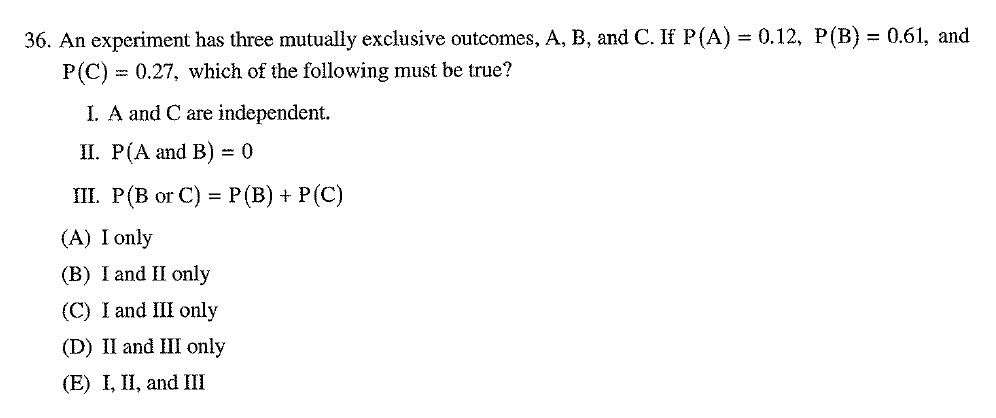 36. An experiment has three mutually exclusive outcomes, A, B, and C. If P(A) = 0.12, P(B) = 0.61, and
P(C) = 0.27, which of the following must be true?
I. A and C are independent.
II. P(A and B) = 0
III. P(B or C) = P(B) + P(C)
(A) I only
(B) I and II only
(C) I and III only
(D) II and III only
(E) I, II, and III